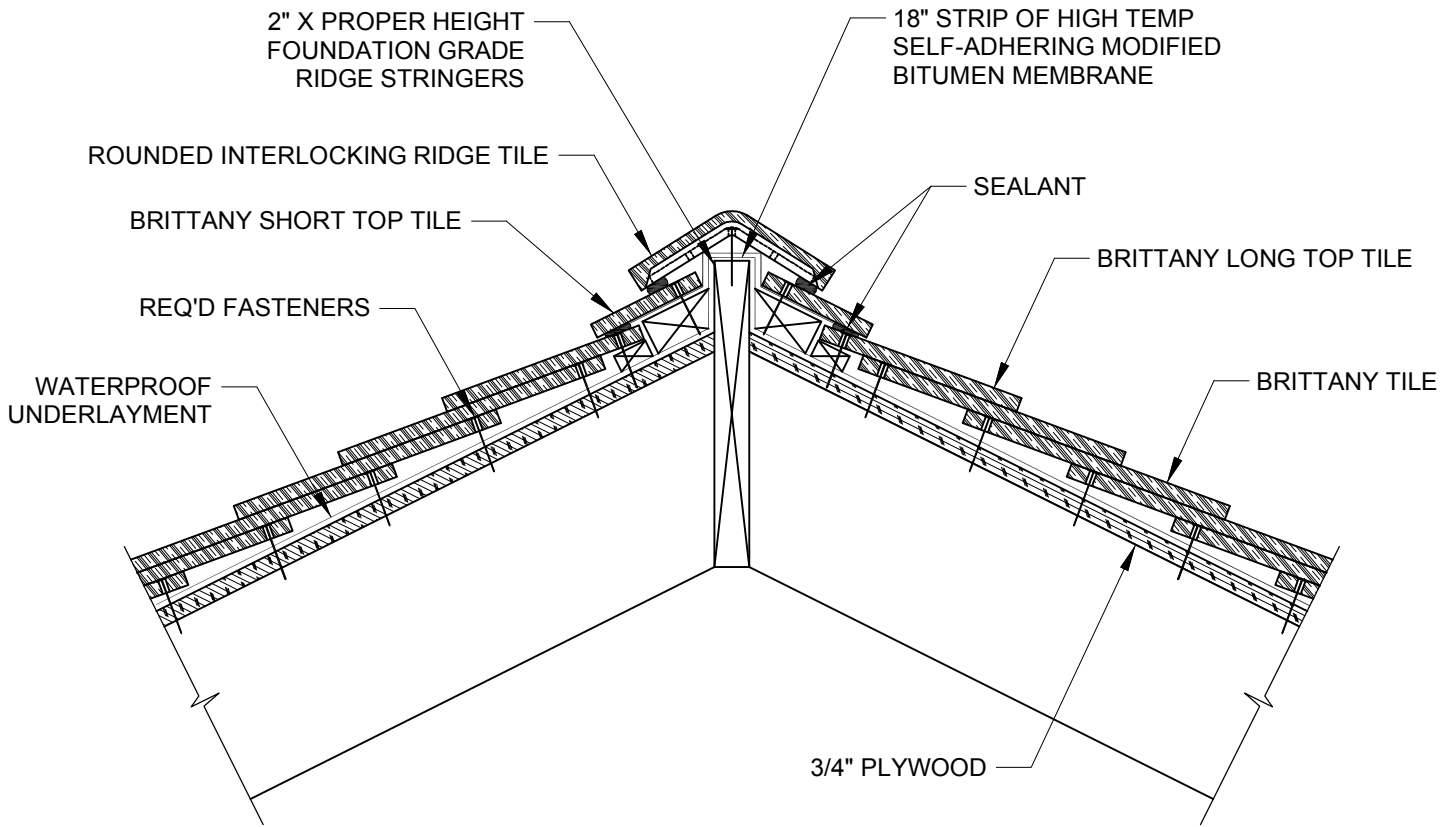 2" X PROPER HEIGHT
FOUNDATION GRADE
RIDGE STRINGERS
18" STRIP OF HIGH TEMP
SELF-ADHERING MODIFIED
BITUMEN MEMBRANE
ROUNDED INTERLOCKING RIDGE TILE
SEALANT
BRITTANY SHORT TOP TILE
BRITTANY LONG TOP TILE
REQ'D FASTENERS
WATERPROOF
UNDERLAYMENT
BRITTANY TILE
3/4" PLYWOOD